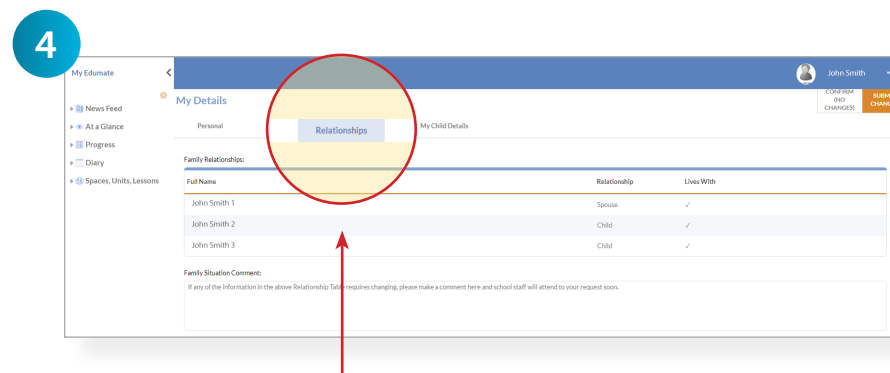 4
My Edumate
John Smith
CONFIRM (NO CHANGES)
My Details
Personal Relationships My Child Details
News Feed
At a Glance
Progress
Diary
Spaces, Units, Lessons
Family Relationships:
Full Name Relationship Lives With
John Smith 1 Spouse ✓
John Smith 2 Child ✓
John Smith 3 Child ✓
Family Situation Comment:
If any of the information in the above Relationship Table requires changing, please make a comment here and school staff will attend to your request soon.